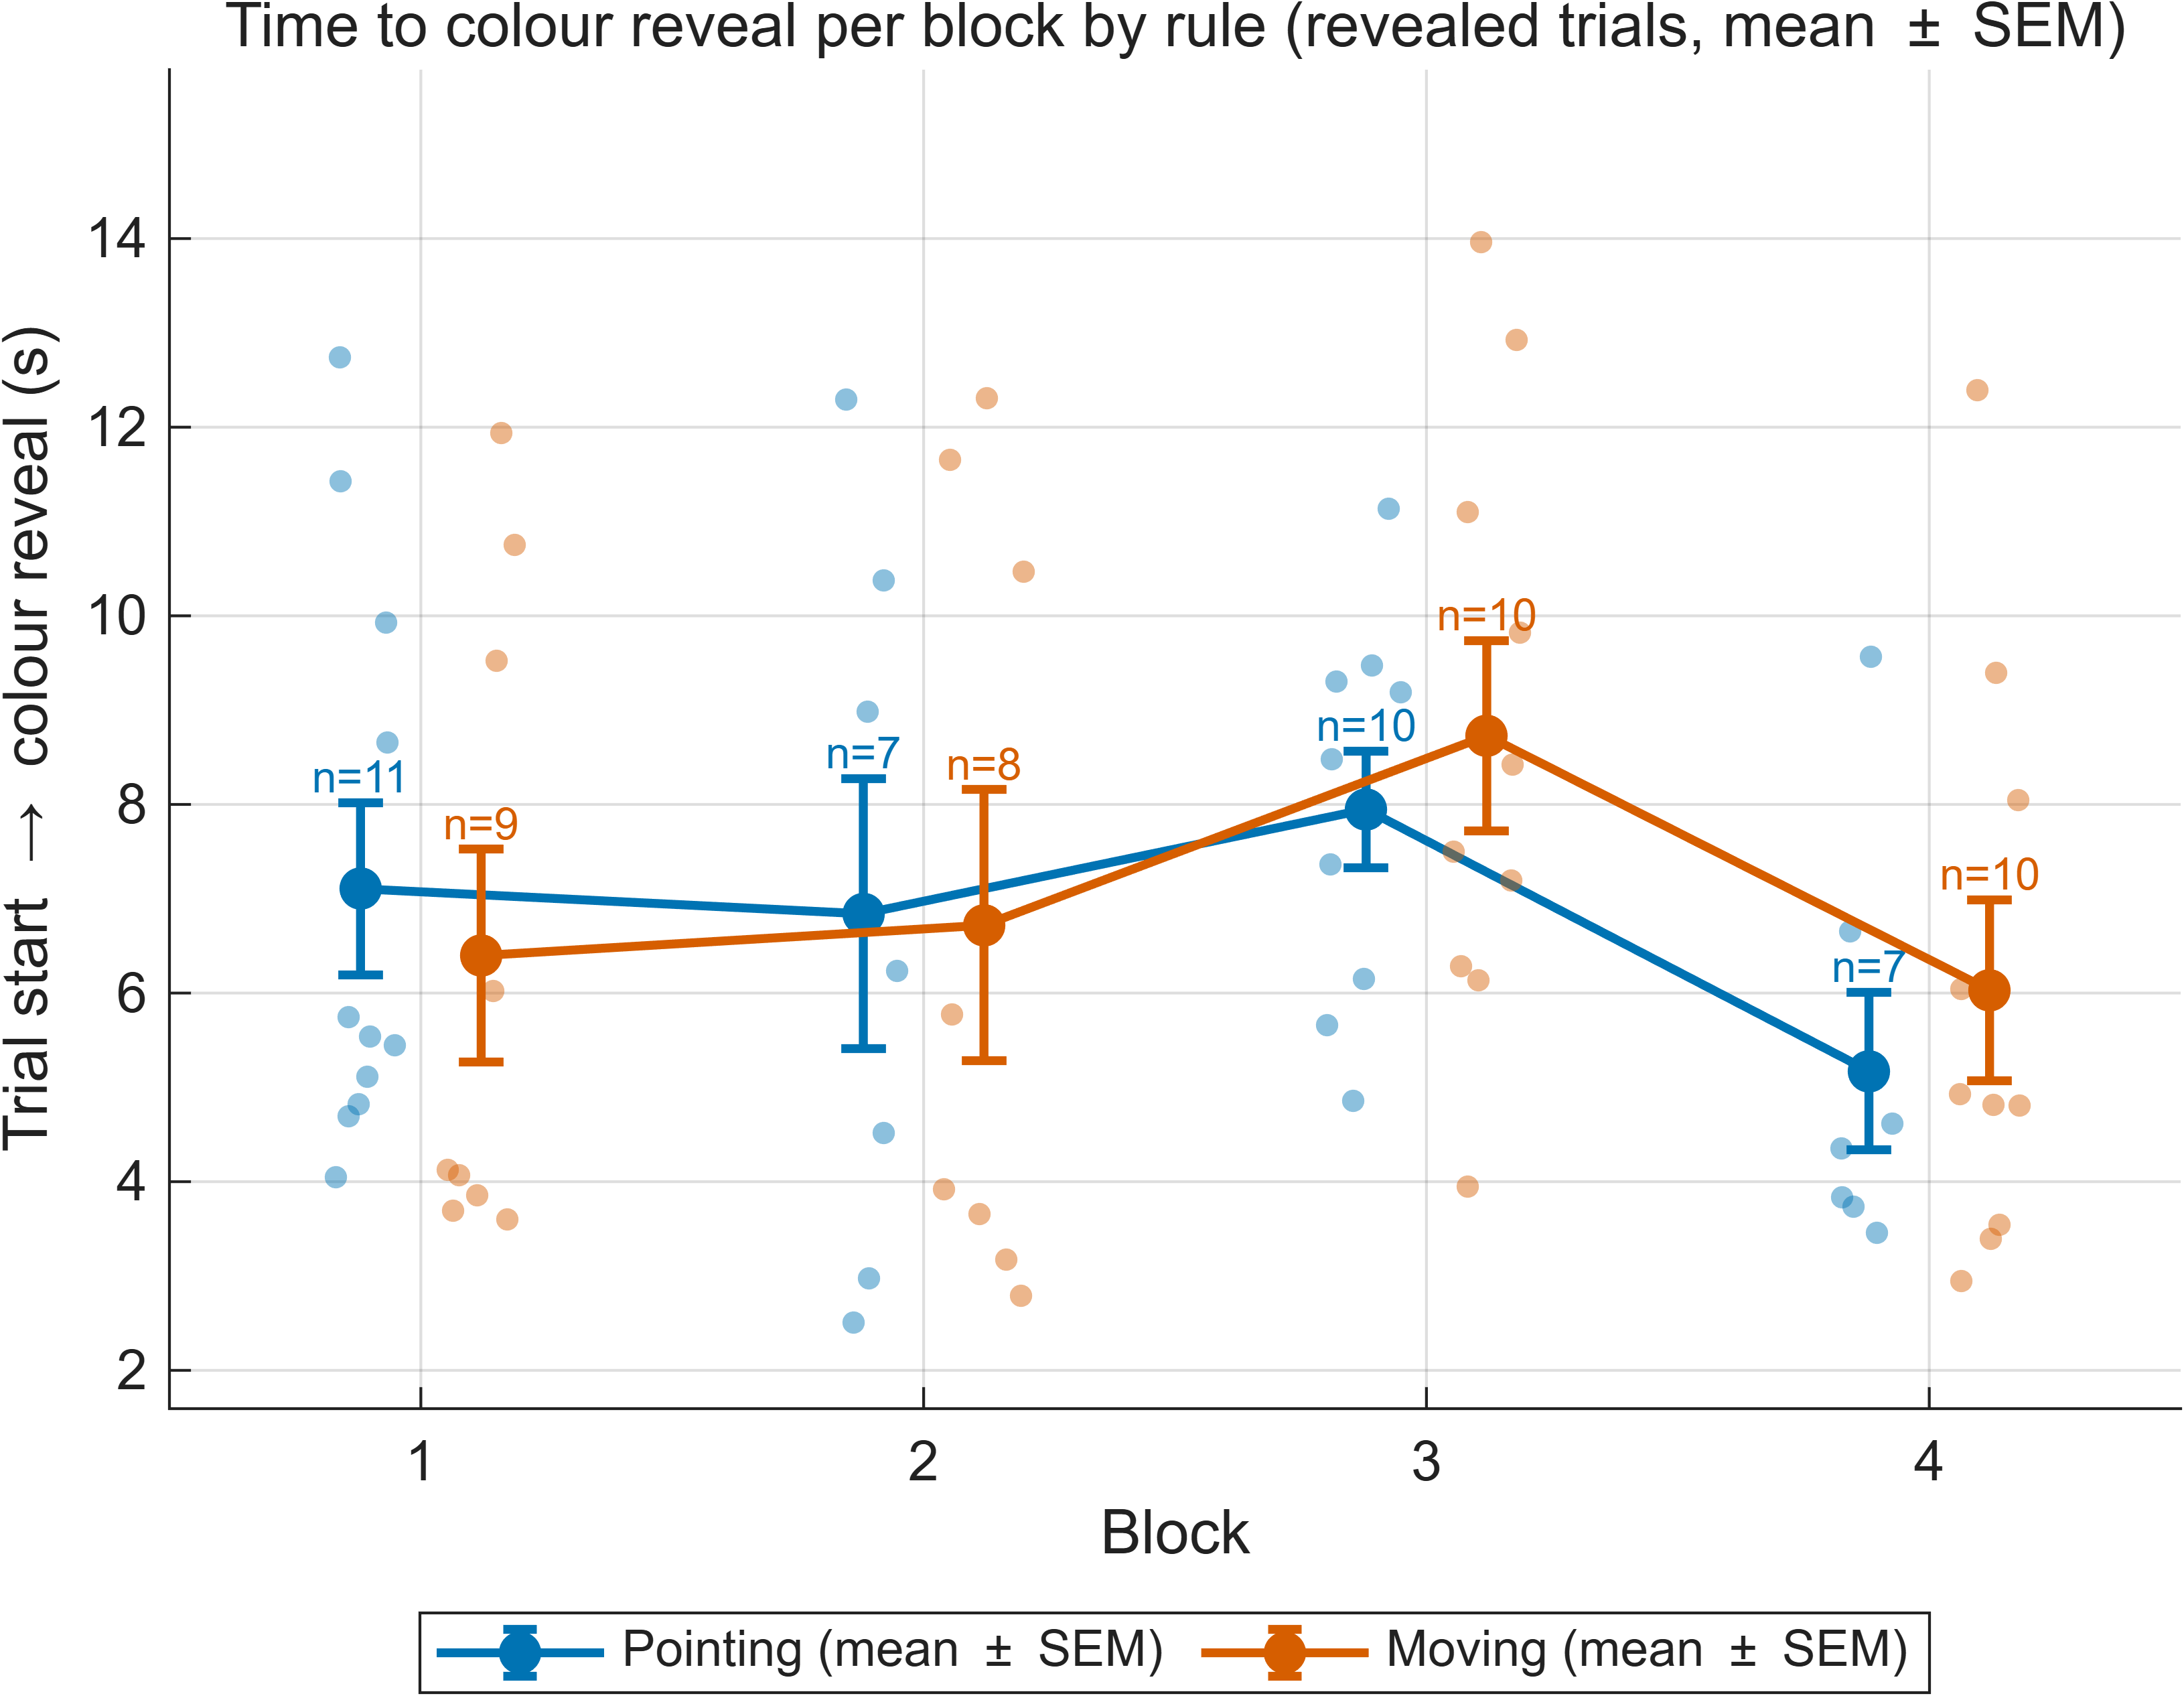 Time to colour reveal per block by rule (revealed trials, mean ± SEM)
Trial start → colour reveal (s)
14
12
10
8
6
4
2
n=11
n=9
n=7
n=8
n=10
n=10
n=7
n=10
1
2
3
4
Block
Pointing (mean ± SEM)
Moving (mean ± SEM)